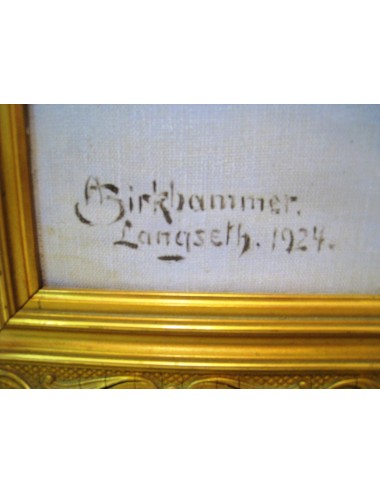 A Birkhammer.
Langseth. 1924.